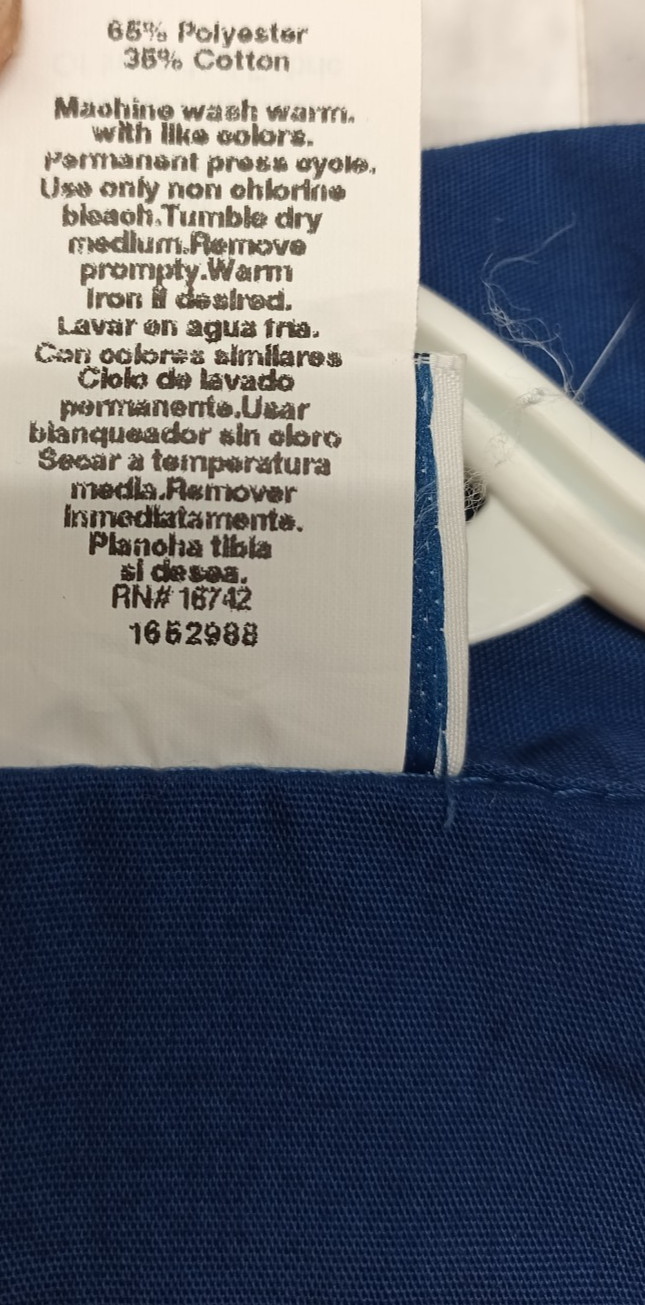 65% Polyester
35% Cotton
Machine wash warm.
with like colors.
Permanent press cycle.
Use only non chlorine
bleach.Tumble dry
medium.Remove
prompty.Warm
Iron if desired.
Lavar en agua fria.
Con colores similares
Ciclo de lavado
permanente.Usar
blanqueador sin cloro
Secar a temperatura
media.Remover
inmediatamente.
Plancha tibia
si desea.
RN# 16742
1652988